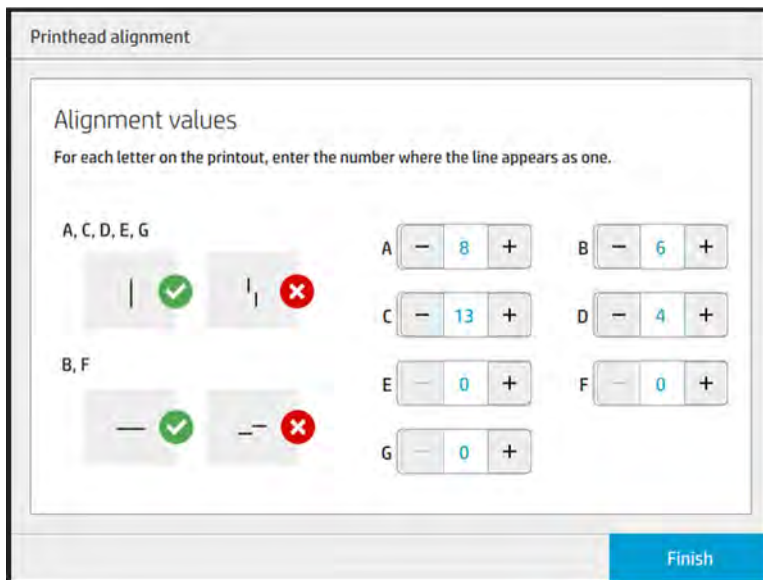 Printhead alignment
Alignment values
For each letter on the printout, enter the number where the line appears as one.
A, C, D, E, G
A − 8 + B − 6 +
C − 13 + D − 4 +
B, F
E − 0 + F − 0 +
G − 0 +
Finish